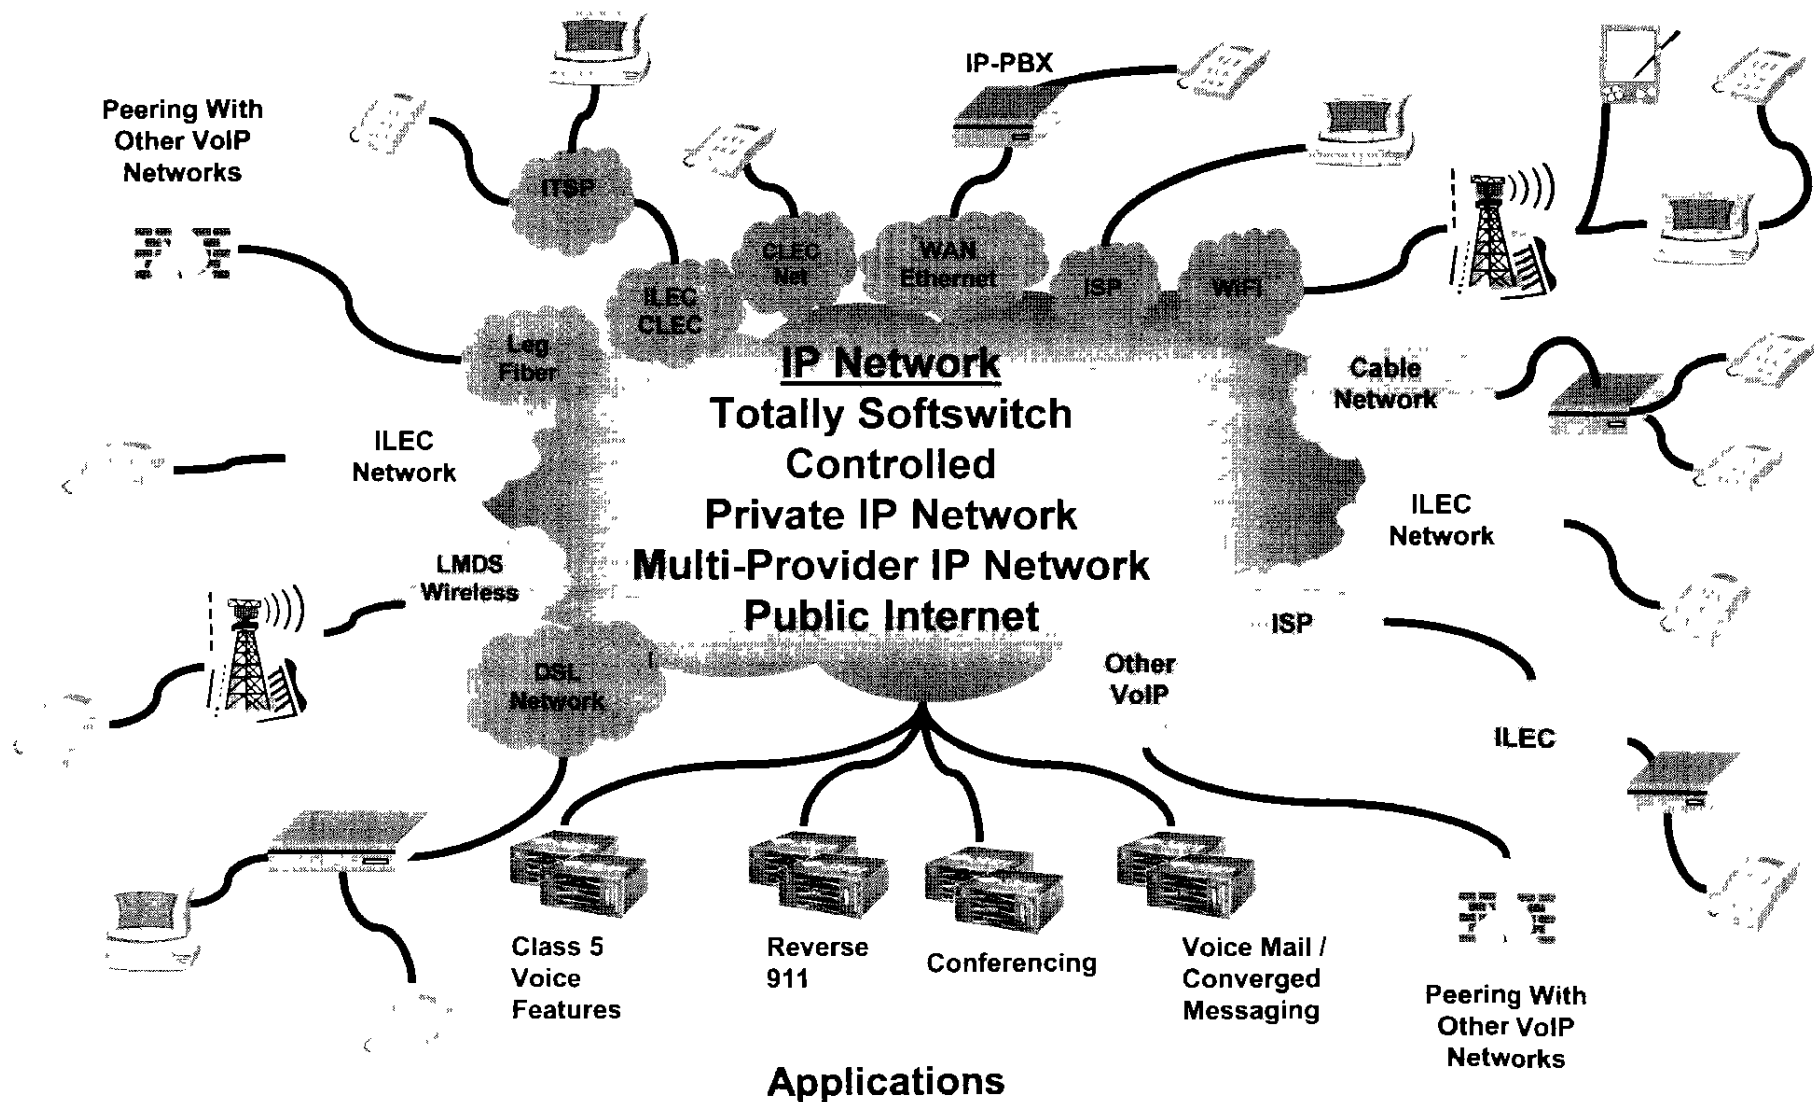 IP-PBX
Peering With
Other VoIP
Networks
ITSP
CLEC
Net
WAN
Ethernet
ISP
WiFi
ILEC
CLEC
Leg
Fiber
IP Network
Totally Softswitch
Controlled
Private IP Network
Multi-Provider IP Network
Public Internet
Cable
Network
ILEC
Network
ILEC
Network
LMDS
Wireless
ISP
DSL
Network
Other
VoIP
ILEC
Class 5
Voice
Features
Reverse
911
Conferencing
Voice Mail /
Converged
Messaging
Peering With
Other VoIP
Networks
Applications